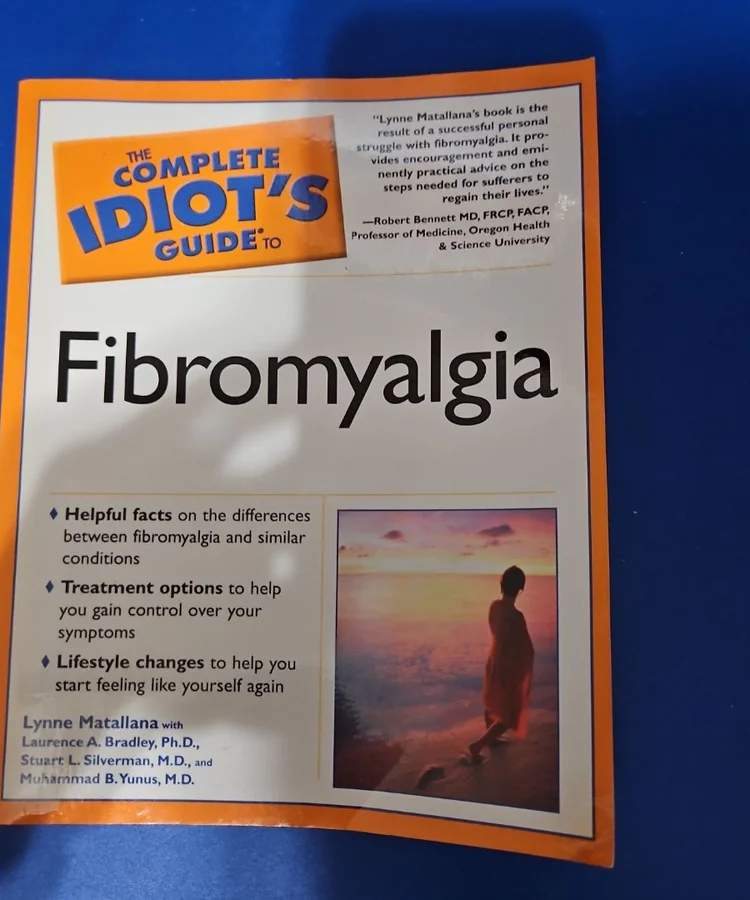 THE
COMPLETE
IDIOT'S
GUIDE® TO
"Lynne Matallana's book is the
result of a successful personal
struggle with fibromyalgia. It pro-
vides encouragement and emi-
nently practical advice on the
steps needed for sufferers to
regain their lives."
—Robert Bennett MD, FRCP, FACP,
Professor of Medicine, Oregon Health
& Science University
Fibromyalgia
♦ Helpful facts on the differences
between fibromyalgia and similar
conditions
♦ Treatment options to help
you gain control over your
symptoms
♦ Lifestyle changes to help you
start feeling like yourself again
Lynne Matallana with
Laurence A. Bradley, Ph.D.,
Stuart L. Silverman, M.D., and
Muhammad B. Yunus, M.D.